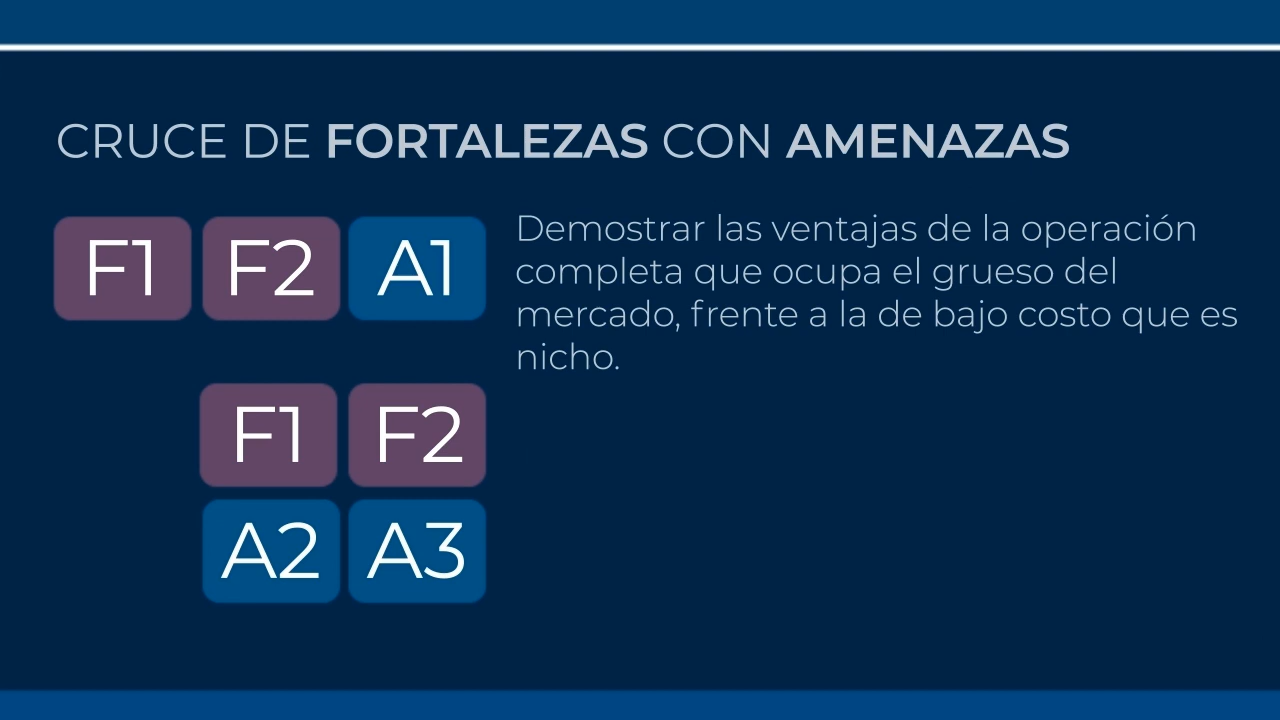 CRUCE DE FORTALEZAS CON AMENAZAS
F1 F2 A1
Demostrar las ventajas de la operación
completa que ocupa el grueso del
mercado, frente a la de bajo costo que es
nicho.
F1 F2
A2 A3